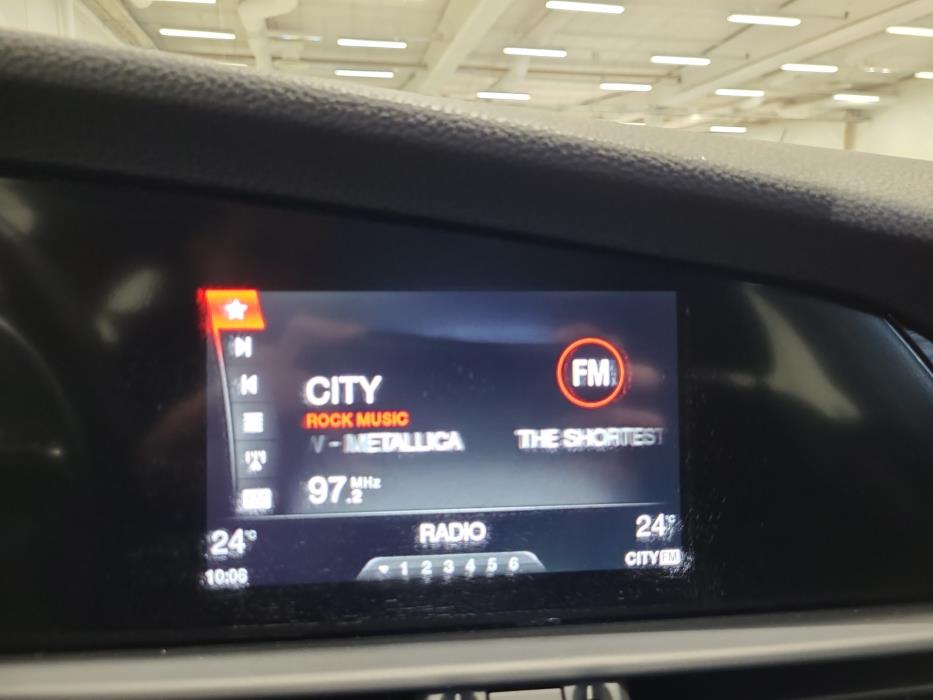 CITY
FM
ROCK MUSIC
V - METALLICA THE SHORTEST
97.2 MHz
24°C RADIO 24°C
10:06 1 2 3 4 5 6 CITY FM